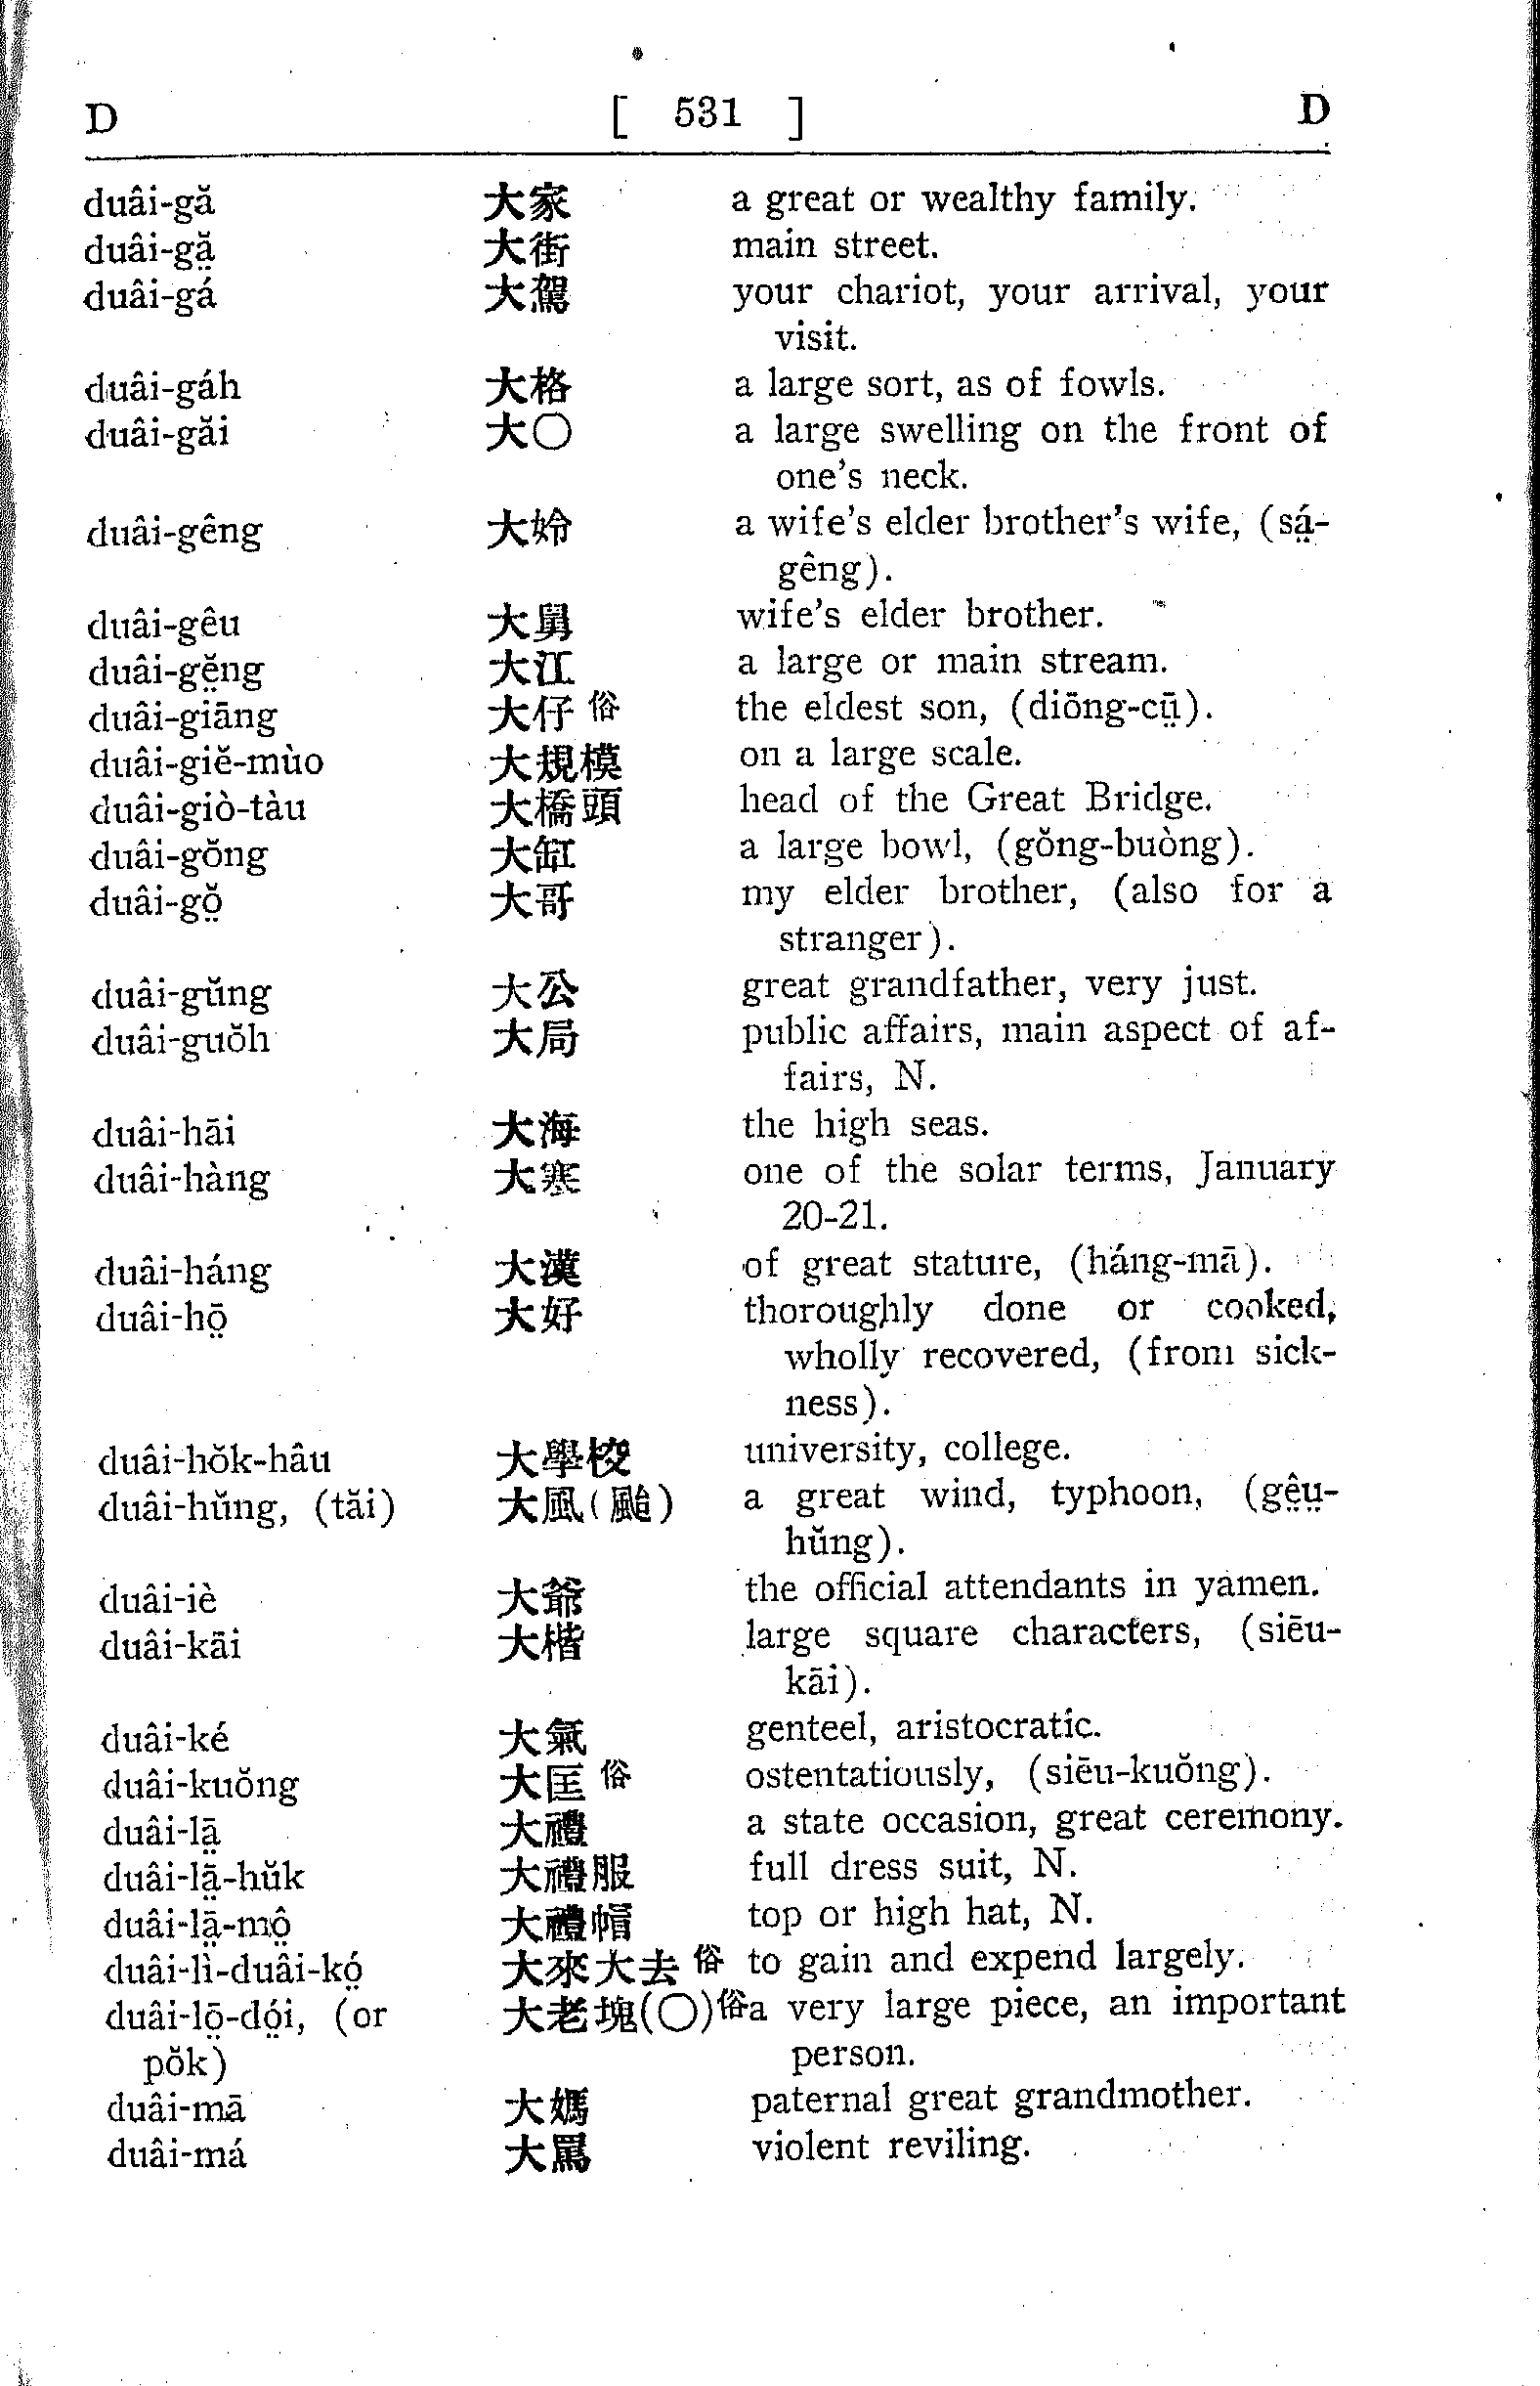 D [ 531 ] D
duâi-gă 大家 a great or wealthy family.
duâi-gă̤ 大街 main street.
duâi-gá 大駕 your chariot, your arrival, your
visit.
duâi-gáh 大格 a large sort, as of fowls.
duâi-găi 大〇 a large swelling on the front of
one's neck.
duâi-gêng 大妗 a wife's elder brother's wife, (sá̤-
gêng).
duâi-gêu 大舅 wife's elder brother.
duâi-gĕ̤ng 大江 a large or main stream.
duâi-giāng 大仔俗 the eldest son, (diōng-cṳ̄).
duâi-giĕ-mùo 大規模 on a large scale.
duâi-giò-tàu 大橋頭 head of the Great Bridge.
duâi-gŏng 大缸 a large bowl, (gŏng-buòng).
duâi-gŏ̤ 大哥 my elder brother, (also for a
stranger).
duâi-gŭng 大公 great grandfather, very just.
duâi-guŏh 大局 public affairs, main aspect of af-
fairs, N.
duâi-hāi 大海 the high seas.
duâi-hàng 大寒 one of the solar terms, January
20-21.
duâi-háng 大漢 of great stature, (háng-mā).
duâi-hō̤ 大好 thoroughly done or cooked,
wholly recovered, (from sick-
ness).
duâi-hŏk-hâu 大學校 university, college.
duâi-hŭng, (tăi) 大風(颱) a great wind, typhoon, (gê̤ṳ-
hŭng).
duâi-iè 大爺 the official attendants in yamen.
duâi-kāi 大楷 large square characters, (siēu-
kāi).
duâi-ké 大氣 genteel, aristocratic.
duâi-kuŏng 大匡俗 ostentatiously, (siēu-kuŏng).
duâi-lā̤ 大禮 a state occasion, great ceremony.
duâi-lā̤-hŭk 大禮服 full dress suit, N.
duâi-lā̤-mô̤ 大禮帽 top or high hat, N.
duâi-lì-duâi-kó̤ 大來大去俗 to gain and expend largely.
duâi-lō̤-dó̤i, (or 大老塊(〇)俗 a very large piece, an important
pŏk) person.
duâi-mā 大媽 paternal great grandmother.
duâi-má 大罵 violent reviling.